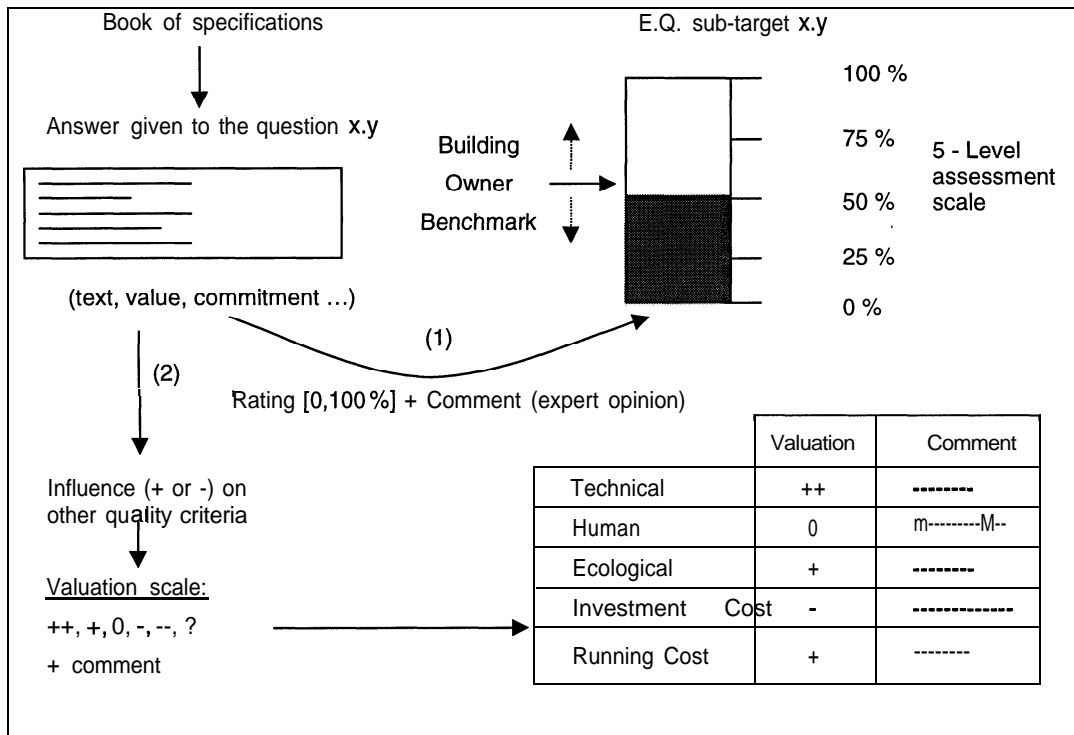 Book of specifications
E.Q. sub-target x.y
Answer given to the question x.y
(text, value, commitment ...)
Building
Owner
Benchmark
100 %
75 %
50 %
25 %
0 %
5 - Level
assessment
scale
(1)
Rating [0,100 %] + Comment (expert opinion)
(2)
Influence (+ or -) on
other quality criteria
Valuation scale:
++, +, 0, -, --, ?
+ comment
Valuation Comment
Technical ++ --------
Human 0 m---------M--
Ecological + --------
Investment Cost - -------------
Running Cost + --------